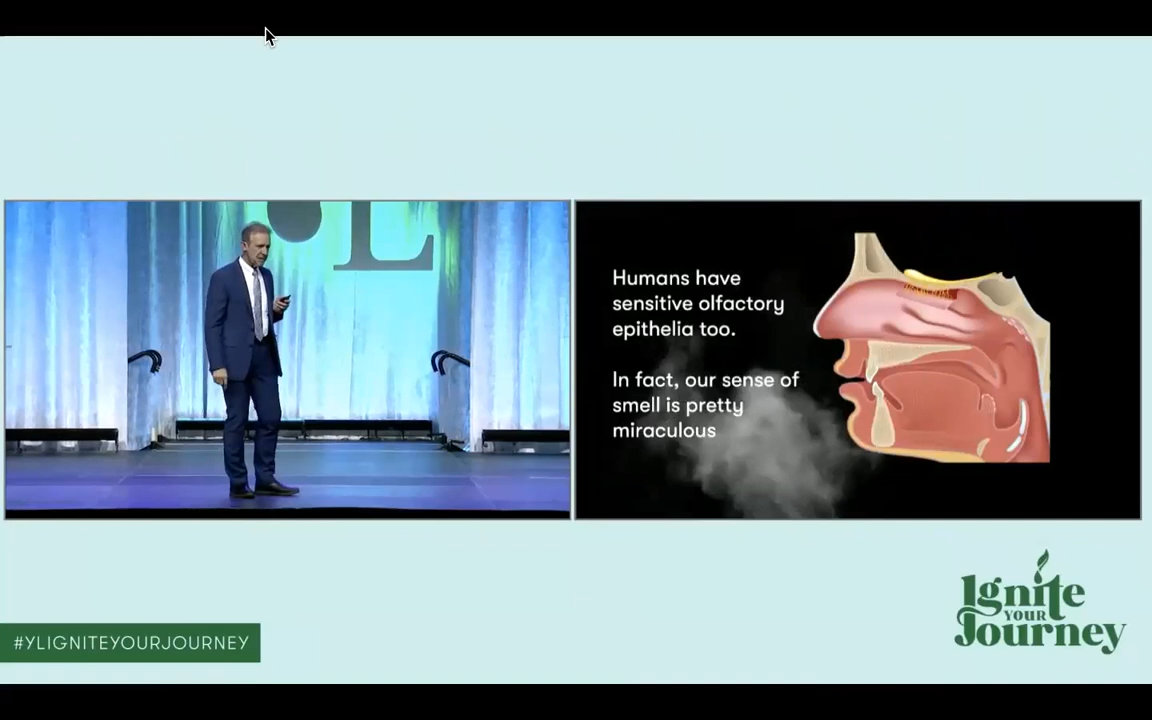 L
Humans have
sensitive olfactory
epithelia too.
In fact, our sense of
smell is pretty
miraculous
Ignite
YOUR
Journey
#YLIGNITEYOURJOURNEY